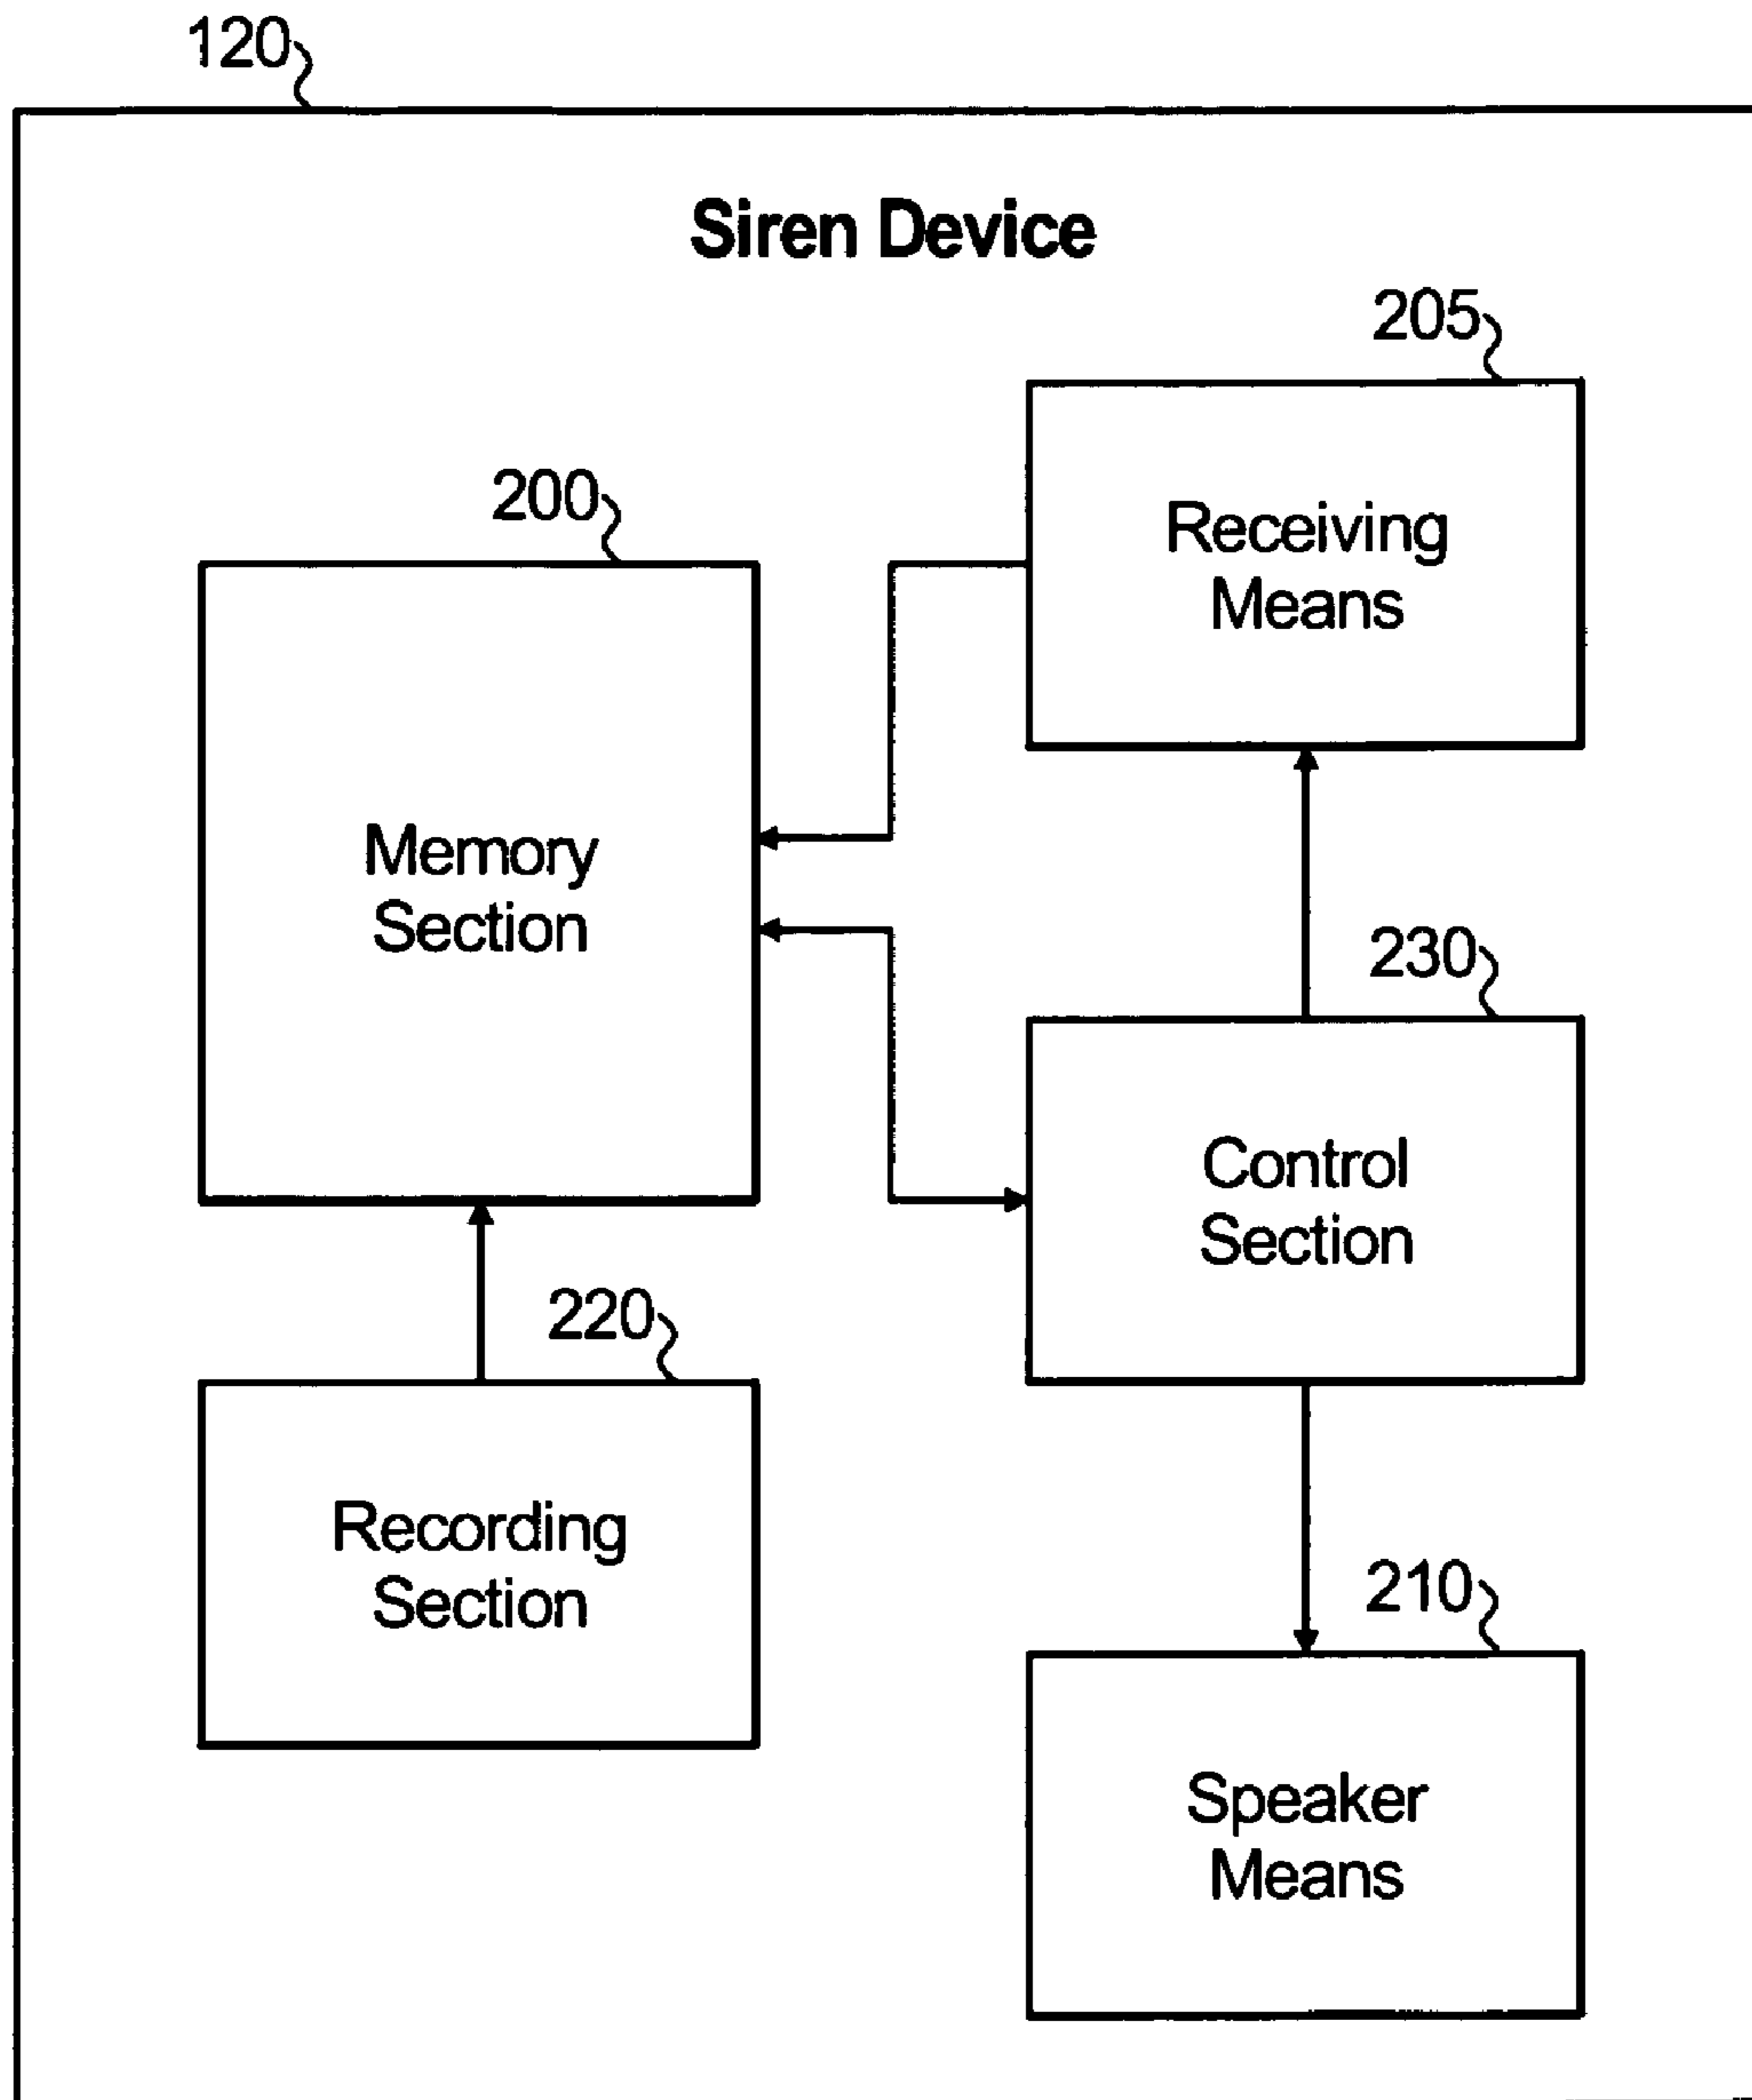 120
Siren Device
205
Receiving
Means
200
Memory
Section
230
Control
Section
220
Recording
Section
210
Speaker
Means